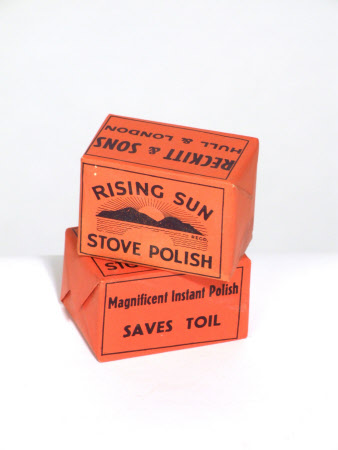 RECKITT & SONS
HULL & LONDON
RISING SUN
STOVE POLISH
Magnificent Instant Polish
SAVES TOIL